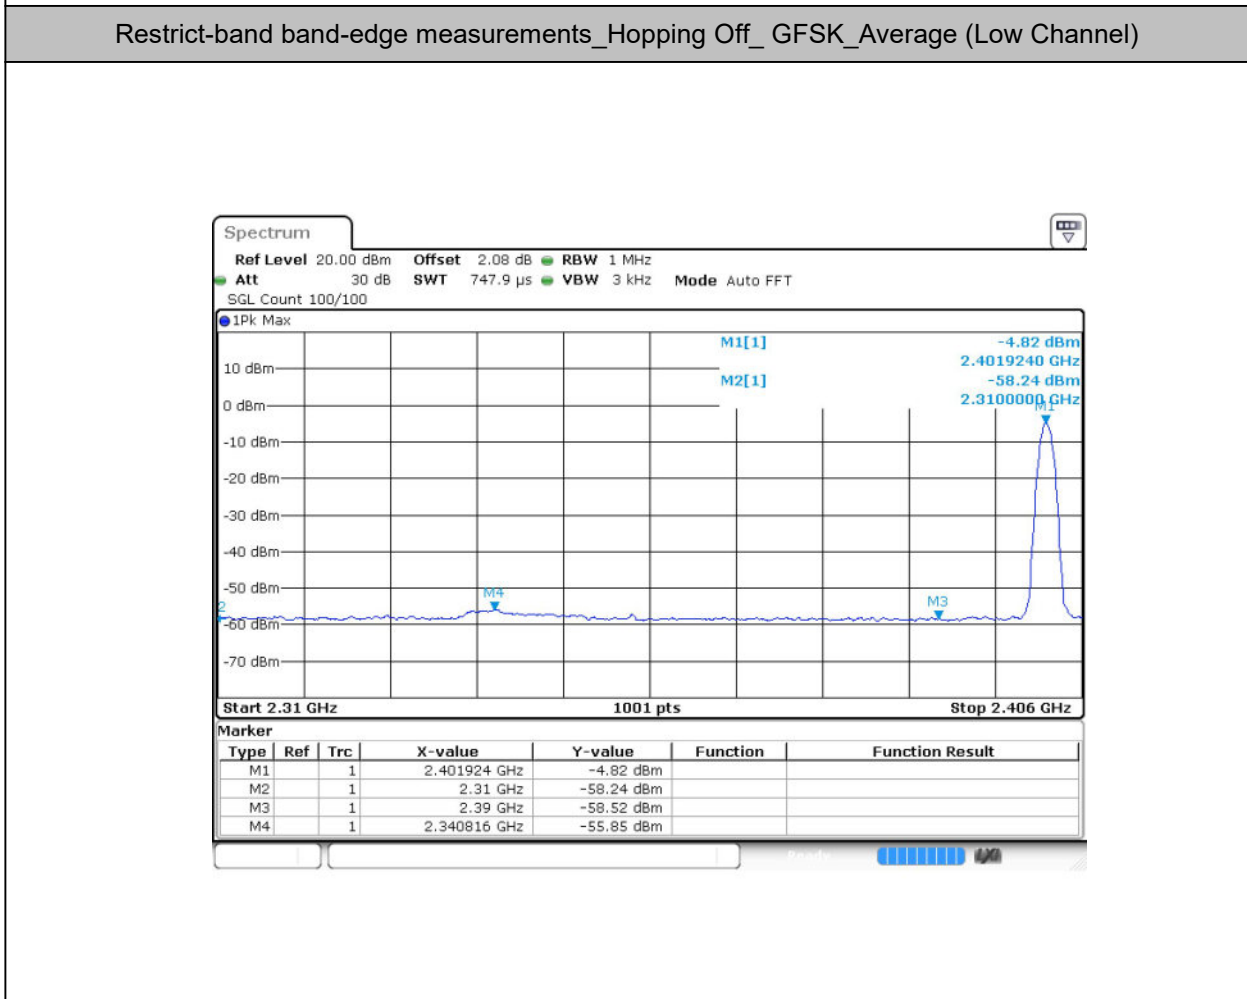 Restrict-band band-edge measurements_Hopping Off_ GFSK_Average (Low Channel)
Spectrum
Ref Level 20.00 dBm Offset 2.08 dB RBW 1 MHz
Att 30 dB SWT 747.9 µs VBW 3 kHz Mode Auto FFT
SGL Count 100/100
1Pk Max
M1[1] -4.82 dBm
2.4019240 GHz
M2[1] -58.24 dBm
2.3100000 GHz
M1
10 dBm
0 dBm
-10 dBm
-20 dBm
-30 dBm
-40 dBm
-50 dBm
M4
2
M3
-60 dBm
-70 dBm
Start 2.31 GHz 1001 pts Stop 2.406 GHz
Marker
Type Ref Trc X-value Y-value Function Function Result
M1 1 2.401924 GHz -4.82 dBm
M2 1 2.31 GHz -58.24 dBm
M3 1 2.39 GHz -58.52 dBm
M4 1 2.340816 GHz -55.85 dBm
Ready LXI